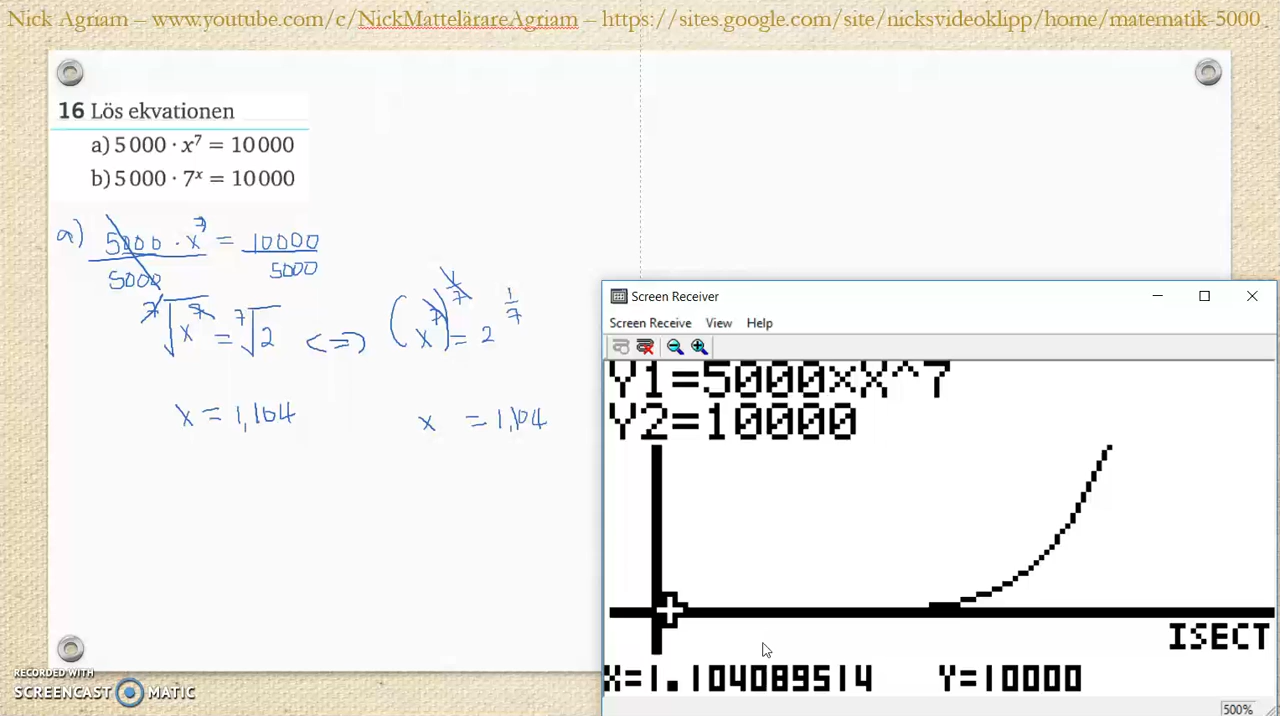 Nick Agriam – www.youtube.com/c/NickMattelärareAgriam – https://sites.google.com/site/nicksvideoklipp/home/matematik-5000
16 Lös ekvationen
a) 5 000 · x⁷ = 10 000
b) 5 000 · 7ˣ = 10 000
a) 5000 · x⁷ / 5000 = 10000 / 5000
⁷√x⁷ = ⁷√2 <=> (x⁷)^1/7 = 2^1/7
x = 1,104
x = 1,104
Screen Receiver
Screen Receive View Help
Y1=5000xX^7
Y2=10000
ISECT
X=1.104089514 Y=10000
500%
RECORDED WITH
SCREENCAST MATIC